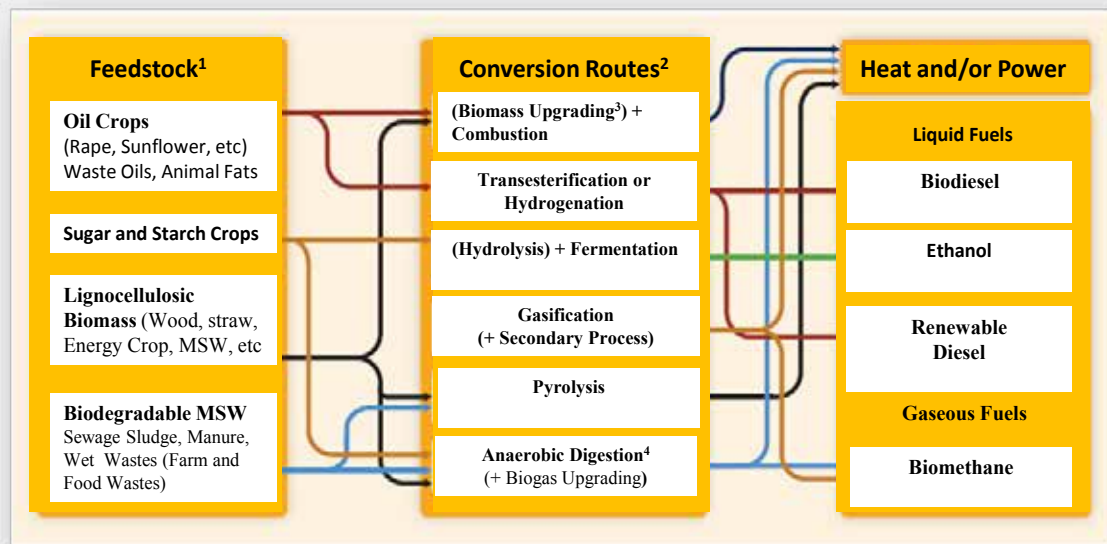 Feedstock¹
Oil Crops
(Rape, Sunflower, etc)
Waste Oils, Animal Fats
Sugar and Starch Crops
Lignocellulosic
Biomass (Wood, straw,
Energy Crop, MSW, etc
Biodegradable MSW
Sewage Sludge, Manure,
Wet Wastes (Farm and
Food Wastes)
Conversion Routes²
(Biomass Upgrading³) +
Combustion
Transesterification or
Hydrogenation
(Hydrolysis) + Fermentation
Gasification
(+ Secondary Process)
Pyrolysis
Anaerobic Digestion⁴
(+ Biogas Upgrading)
Heat and/or Power
Liquid Fuels
Biodiesel
Ethanol
Renewable
Diesel
Gaseous Fuels
Biomethane